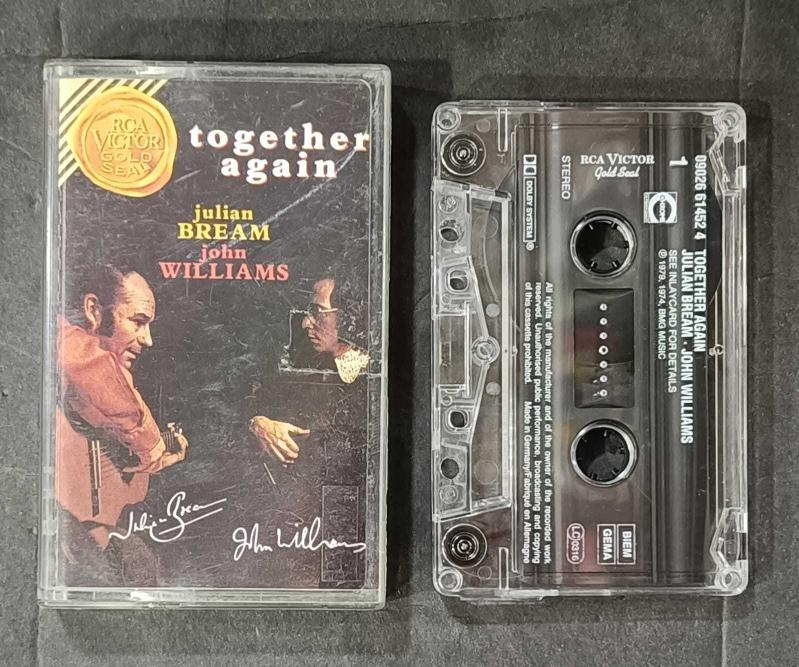 RCA
VICTOR
GOLD
SEAL
together
again
julian
BREAM
john
WILLIAMS
Julian Bream
John Williams
09026 61452 4 TOGETHER AGAIN
1 JULIAN BREAM · JOHN WILLIAMS
SEE INLAYCARD FOR DETAILS
℗ 1979, 1974, BMG MUSIC
RCA VICTOR
Gold Seal
STEREO
DOLBY SYSTEM ®
BIEM
GEMA
LC 0316
All rights of the manufacturer and of the owner of the recorded work
reserved. Unauthorised public performance, broadcasting and copying
of this cassette prohibited. Made in Germany/Fabriqué en Allemagne